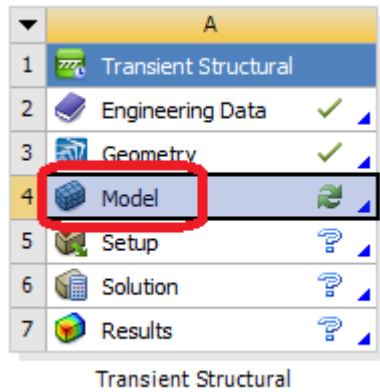 A
1 Transient Structural
2 Engineering Data
3 Geometry
4 Model
5 Setup
6 Solution
7 Results
Transient Structural